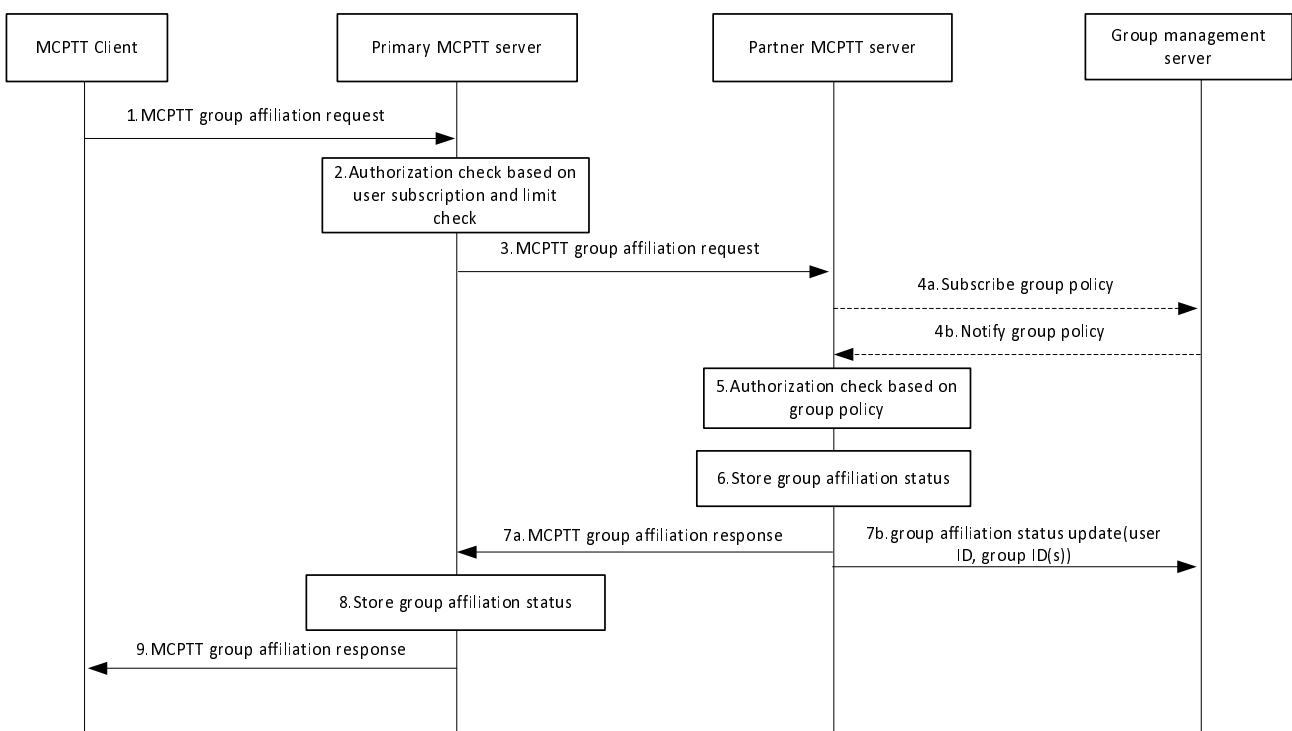 MCPTT Client
Primary MCPTT server
Partner MCPTT server
Group management
server
1.MCPTT group affiliation request
2.Authorization check based on
user subscription and limit
check
3.MCPTT group affiliation request
4a.Subscribe group policy
4b.Notify group policy
5.Authorization check based on
group policy
6.Store group affiliation status
7a.MCPTT group affiliation response
7b.group affiliation status update(user
ID, group ID(s))
8.Store group affiliation status
9.MCPTT group affiliation response